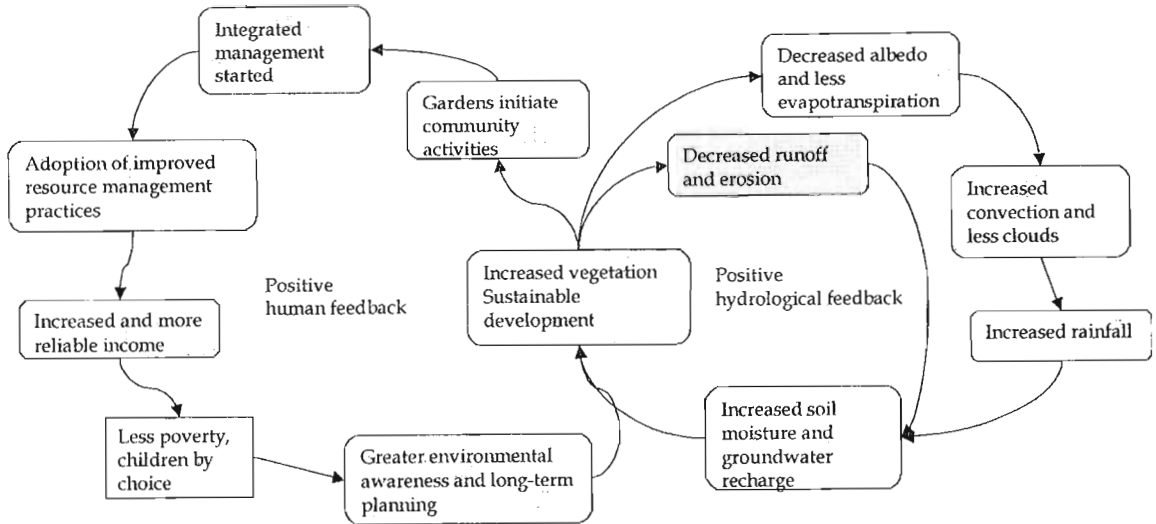 Integrated
management
started
Gardens initiate
community
activities
Adoption of improved
resource management
practices
Positive
human feedback
Increased and more
reliable income
Less poverty,
children by
choice
Greater environmental
awareness and long-term
planning
Increased vegetation
Sustainable
development
Decreased albedo
and less
evapotranspiration
Decreased runoff
and erosion
Increased
convection and
less clouds
Positive
hydrological feedback
Increased rainfall
Increased soil
moisture and
groundwater
recharge